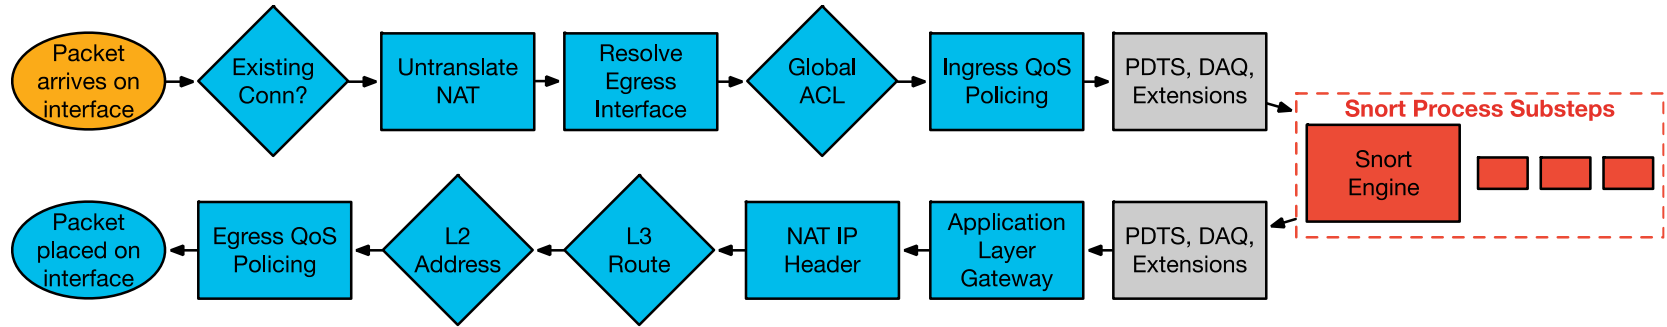 Packet
arrives on
interface
Existing
Conn?
Untranslate
NAT
Resolve
Egress
Interface
Global
ACL
Ingress QoS
Policing
PDTS, DAQ,
Extensions
Snort Process Substeps
Snort
Engine
Packet
placed on
interface
Egress QoS
Policing
L2
Address
L3
Route
NAT IP
Header
Application
Layer
Gateway
PDTS, DAQ,
Extensions